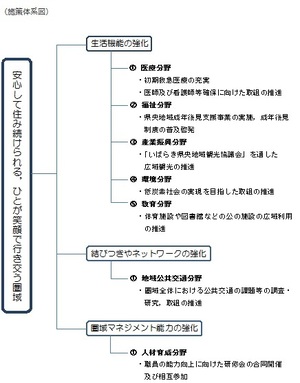 （施策体系図）
安心して住み続けられる、ひとが笑顔で行き交う圏域
生活機能の強化
❶ 医療分野
・初期救急医療の充実
・医師及び看護師等確保に向けた取組の推進
❷ 福祉分野
・県央地域成年後見支援事業の実施，成年後見
制度の普及啓発
❸ 産業振興分野
・「いばらき県央地域観光協議会」を通した
広域観光の推進
❹ 環境分野
・低炭素社会の実現を目指した取組の推進
❺ 教育分野
・体育施設や図書館などの公の施設の広域利用
の推進
結びつきやネットワークの強化
❶ 地域公共交通分野
・圏域全体における公共交通の課題等の調査・
研究，取組の推進
圏域マネジメント能力の強化
❶ 人材育成分野
・職員の能力向上に向けた研修会の合同開催
及び相互参加